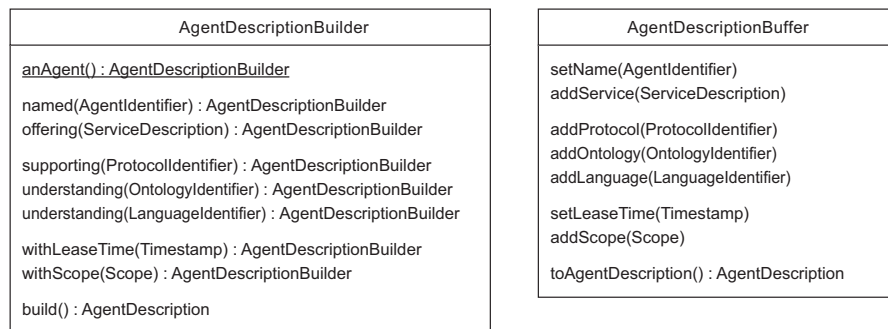 AgentDescriptionBuilder
anAgent() : AgentDescriptionBuilder
named(AgentIdentifier) : AgentDescriptionBuilder
offering(ServiceDescription) : AgentDescriptionBuilder
supporting(ProtocolIdentifier) : AgentDescriptionBuilder
understanding(OntologyIdentifier) : AgentDescriptionBuilder
understanding(LanguageIdentifier) : AgentDescriptionBuilder
withLeaseTime(Timestamp) : AgentDescriptionBuilder
withScope(Scope) : AgentDescriptionBuilder
build() : AgentDescription
AgentDescriptionBuffer
setName(AgentIdentifier)
addService(ServiceDescription)
addProtocol(ProtocolIdentifier)
addOntology(OntologyIdentifier)
addLanguage(LanguageIdentifier)
setLeaseTime(Timestamp)
addScope(Scope)
toAgentDescription() : AgentDescription